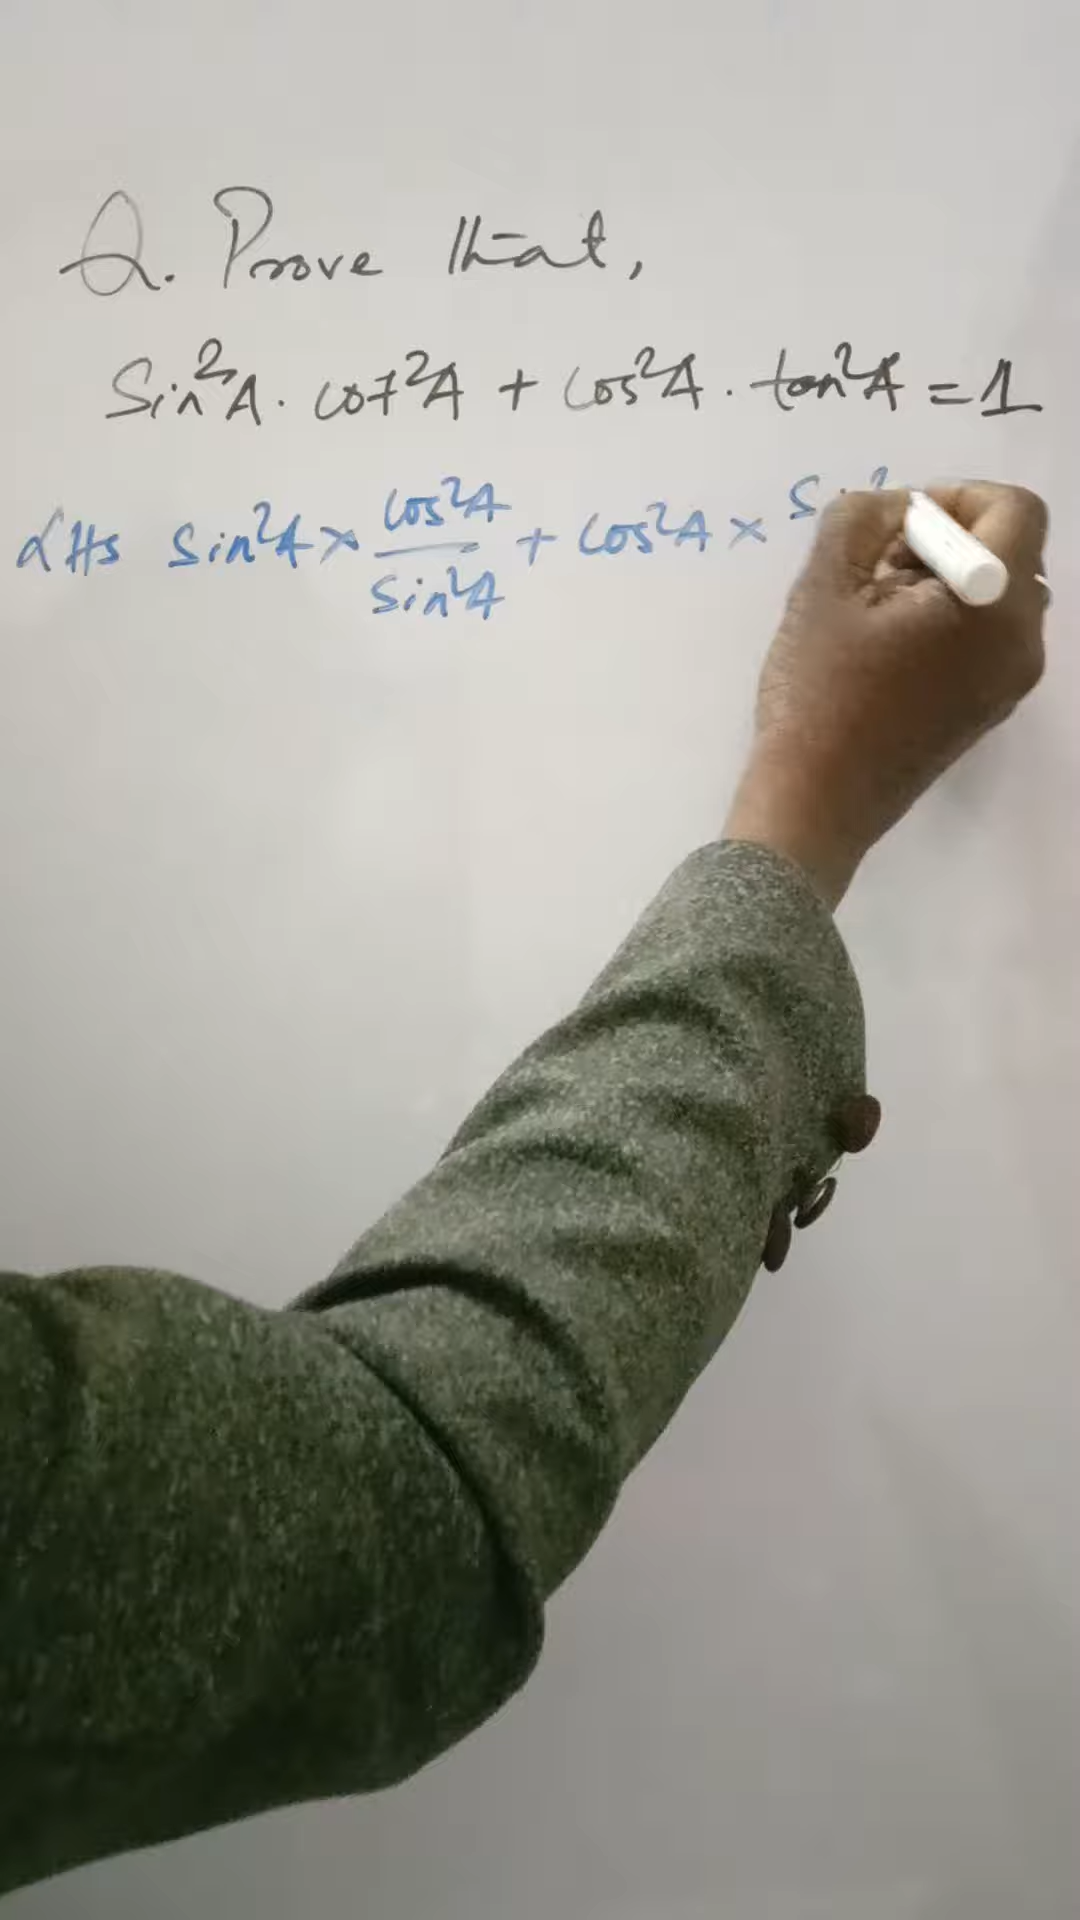 Q. Prove that,
Sin²A · cot²A + cos²A · tan²A = 1
LHS Sin²A × cos²A/Sin²A + cos²A × Sin²